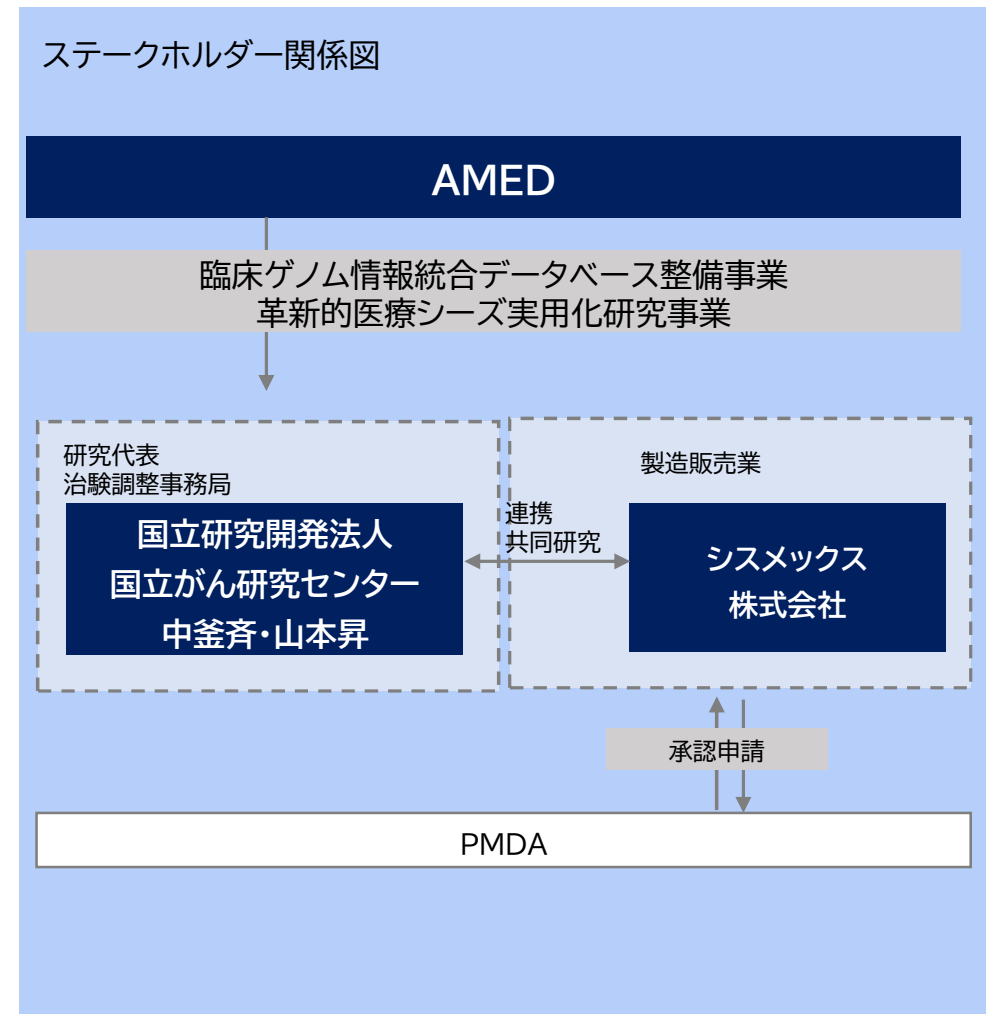 ステークホルダー関係図
AMED
臨床ゲノム情報統合データベース整備事業
革新的医療シーズ実用化研究事業
研究代表
治験調整事務局
国立研究開発法人
国立がん研究センター
中釜斉・山本昇
連携
共同研究
製造販売業
シスメックス
株式会社
承認申請
PMDA